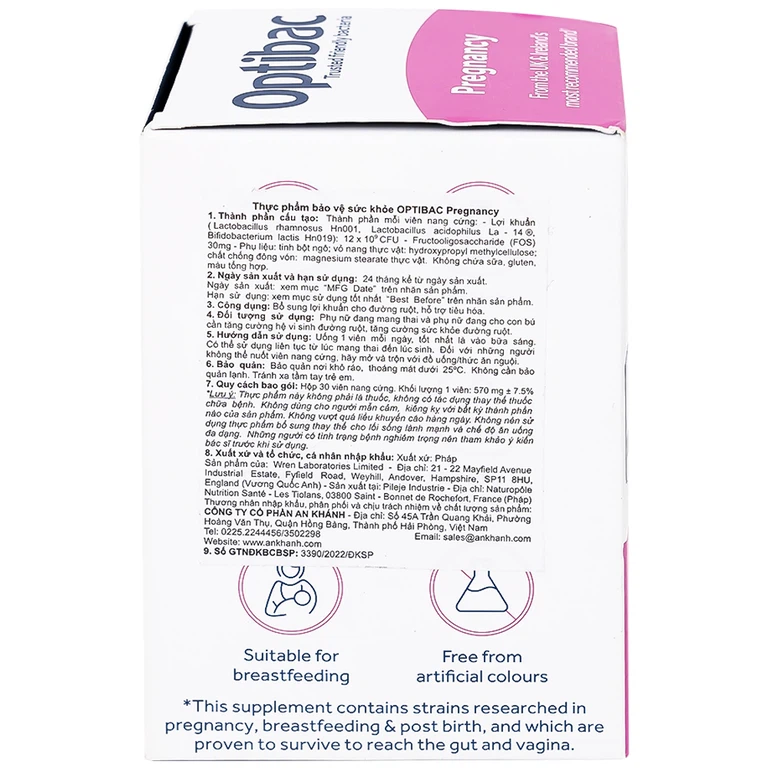 Optibac
Trusted friendly bacteria
Pregnancy
From the UK & Ireland's
most recommended brand
Thực phẩm bảo vệ sức khỏe OPTIBAC Pregnancy
1. Thành phần cấu tạo: Thành phần mỗi viên nang cứng: - Lợi khuẩn
( Lactobacillus rhamnosus Hn001, Lactobacillus acidophilus La - 14 ®,
Bifidobacterium lactis Hn019): 12 x 10⁹ CFU - Fructooligosaccharide (FOS)
30mg - Phụ liệu: tinh bột ngô; vỏ nang thực vật: hydroxypropyl methylcellulose;
chất chống đông vón: magnesium stearate thực vật. Không chứa sữa, gluten,
màu tổng hợp.
2. Ngày sản xuất và hạn sử dụng: 24 tháng kể từ ngày sản xuất.
Ngày sản xuất: xem mục "MFG Date" trên nhãn sản phẩm.
Hạn sử dụng: xem mục sử dụng tốt nhất "Best Before" trên nhãn sản phẩm.
3. Công dụng: Bổ sung lợi khuẩn cho đường ruột, hỗ trợ tiêu hóa.
4. Đối tượng sử dụng: Phụ nữ đang mang thai và phụ nữ đang cho con bú
cần tăng cường hệ vi sinh đường ruột, tăng cường sức khỏe đường ruột.
5. Hướng dẫn sử dụng: Uống 1 viên mỗi ngày, tốt nhất là vào bữa sáng.
Có thể sử dụng liên tục từ lúc mang thai đến lúc sinh. Đối với những người
không thể nuốt viên nang cứng, hãy mở và trộn với đồ uống/thức ăn nguội.
6. Bảo quản: Bảo quản nơi khô ráo, thoáng mát dưới 25ºC. Không cần bảo
quản lạnh. Tránh xa tầm tay trẻ em.
7. Quy cách bao gói: Hộp 30 viên nang cứng. Khối lượng 1 viên: 570 mg ± 7.5%
*Lưu ý: Thực phẩm này không phải là thuốc, không có tác dụng thay thế thuốc
chữa bệnh. Không dùng cho người mẫn cảm, kiêng kỵ với bất kỳ thành phần
nào của sản phẩm. Không vượt quá liều khuyến cáo hàng ngày. Không nên sử
dụng thực phẩm bổ sung thay thế cho lối sống lành mạnh và chế độ ăn uống
đa dạng. Những người có tình trạng bệnh nghiêm trọng nên tham khảo ý kiến
bác sĩ trước khi sử dụng.
8. Xuất xứ và tổ chức, cá nhân nhập khẩu: Xuất xứ: Pháp
Sản phẩm của: Wren Laboratories Limited - Địa chỉ: 21 - 22 Mayfield Avenue
Industrial Estate, Fyfield Road, Weyhill, Andover, Hampshire, SP11 8HU,
England (Vương Quốc Anh) - Sản xuất tại: Pileje Industrie - Địa chỉ: Naturopôle
Nutrition Santé - Les Tiolans, 03800 Saint - Bonnet de Rochefort, France (Pháp)
Thương nhân nhập khẩu, phân phối và chịu trách nhiệm về chất lượng sản phẩm:
CÔNG TY CỔ PHẦN AN KHÁNH - Địa chỉ: Số 45A Trần Quang Khải, Phường
Hoàng Văn Thụ, Quận Hồng Bàng, Thành phố Hải Phòng, Việt Nam
Tel: 0225.2244456/3502298 Email: sales@ankhanh.com
Website: www.ankhanh.com
9. Số GTNĐKBCBSP: 3390/2022/ĐKSP
Suitable for
breastfeeding
Free from
artificial colours
*This supplement contains strains researched in
pregnancy, breastfeeding & post birth, and which are
proven to survive to reach the gut and vagina.